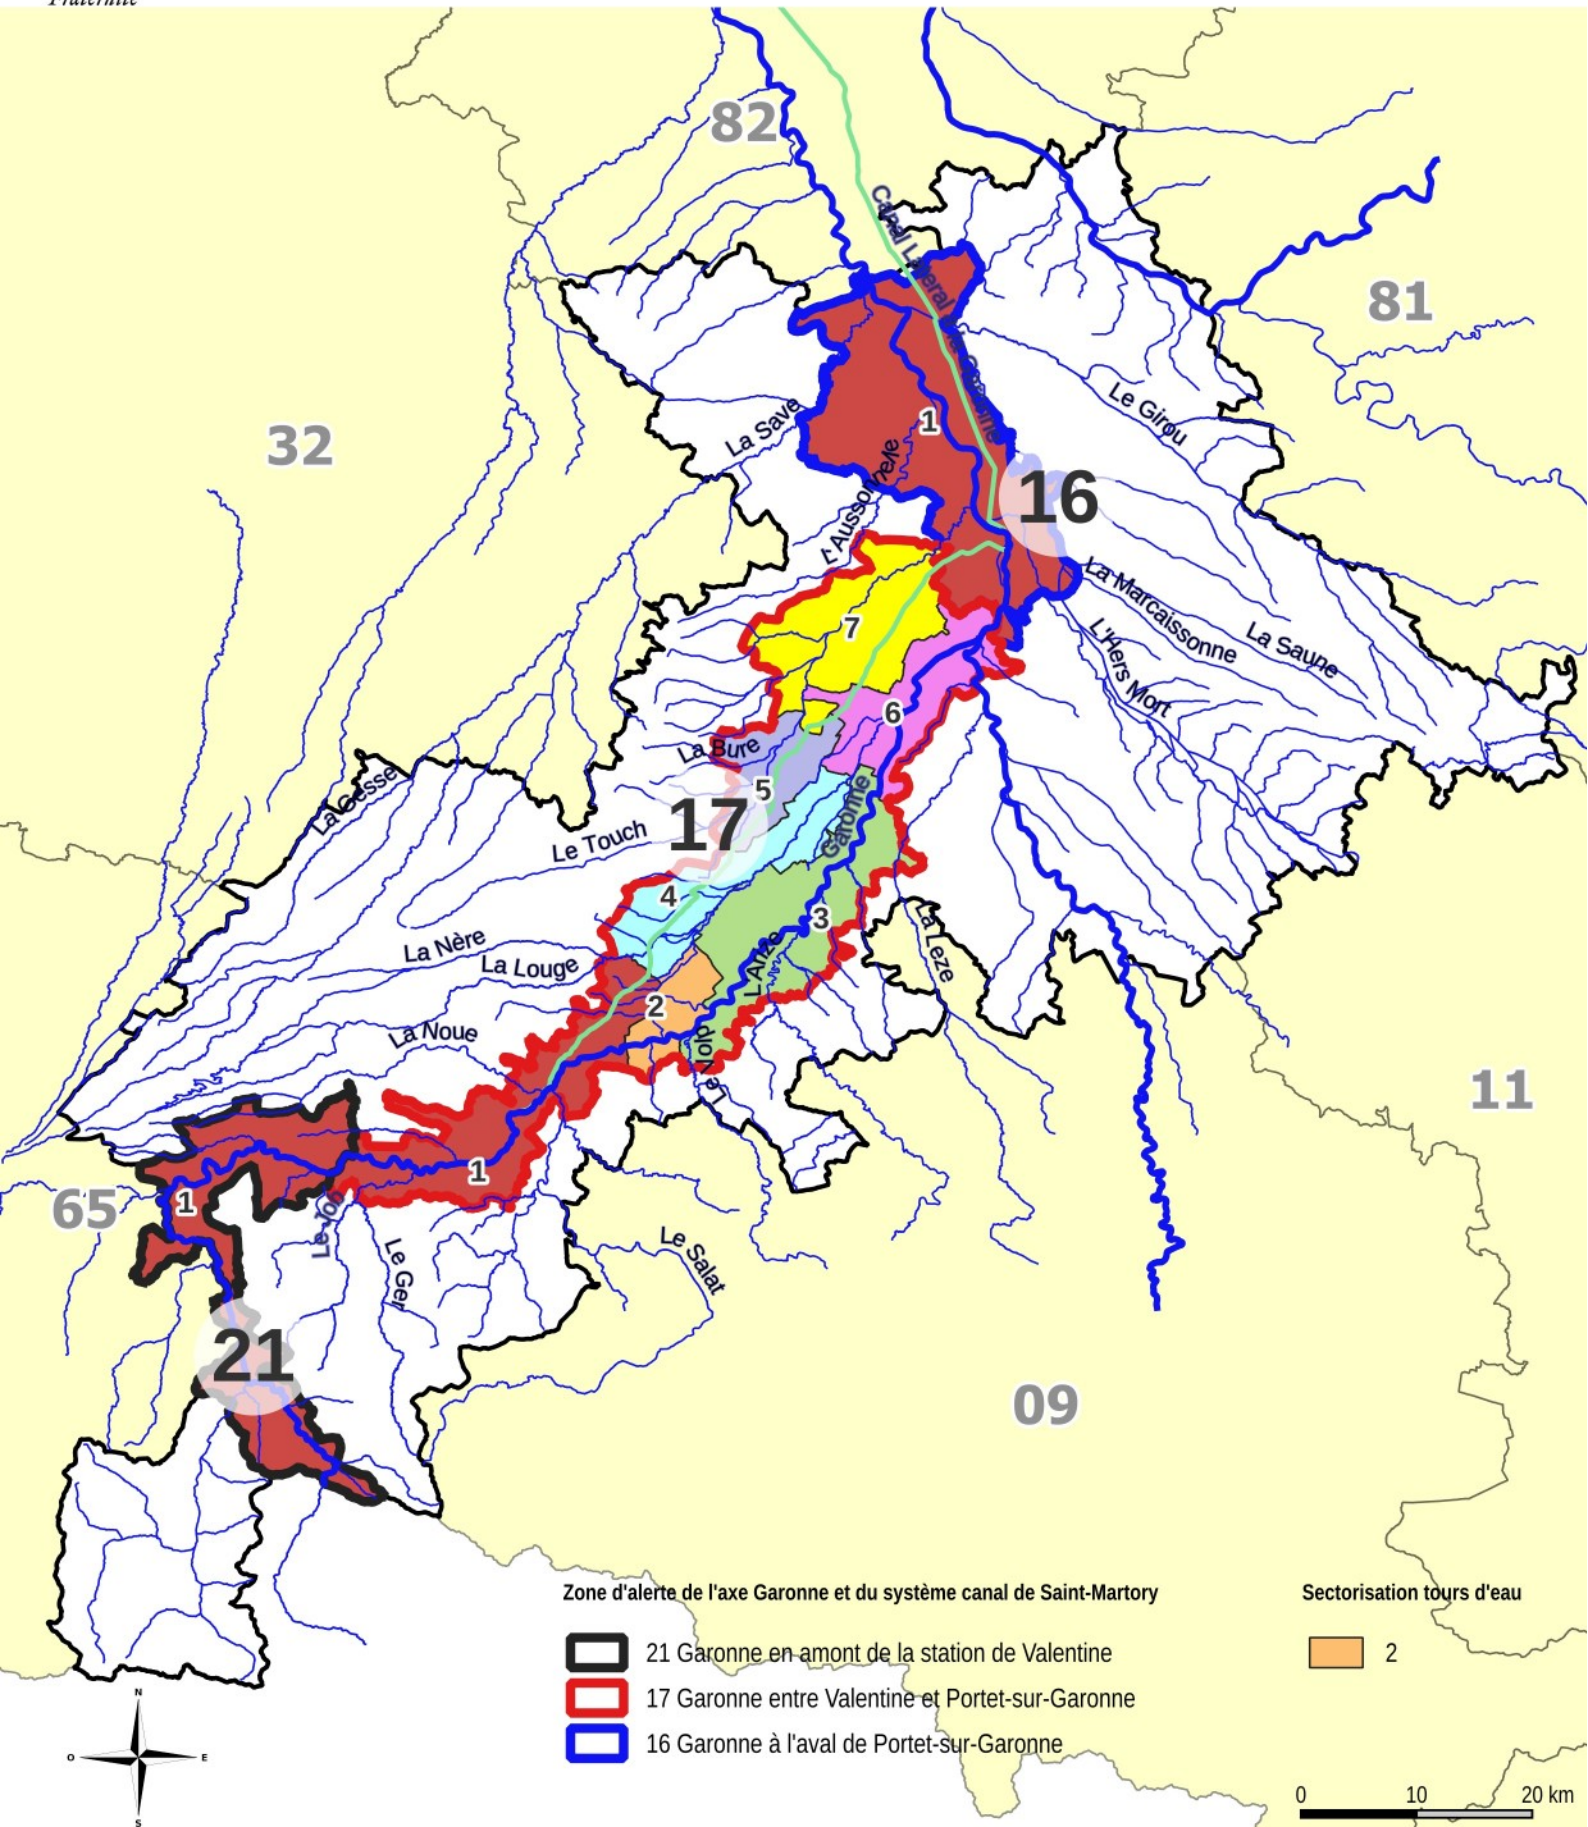 Fraternité
82
Canal Latéral à la Garonne
81
Le Girou
La Save
32
1
L'Aussonnelle
16
La Marcaissonne
La Saune
L'Hers Mort
7
6
La Bure
La Gesse
5
17
Garonne
Le Touch
4
3
La Leze
La Nère
L'Arize
La Louge
2
La Noue
Le Volp
11
1
65
1
Le Job
Le Ger
Le Salat
21
09
Zone d'alerte de l'axe Garonne et du système canal de Saint-Martory
21 Garonne en amont de la station de Valentine
17 Garonne entre Valentine et Portet-sur-Garonne
16 Garonne à l'aval de Portet-sur-Garonne
Sectorisation tours d'eau
2
N
O
E
S
0 10 20 km